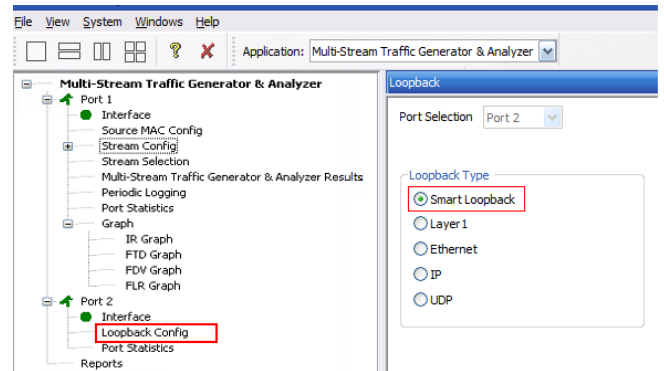 File View System Windows Help
Application: Multi-Stream Traffic Generator & Analyzer
Multi-Stream Traffic Generator & Analyzer
Port 1
Interface
Source MAC Config
Stream Config
Stream Selection
Multi-Stream Traffic Generator & Analyzer Results
Periodic Logging
Port Statistics
Graph
IR Graph
FTD Graph
FDV Graph
FLR Graph
Port 2
Interface
Loopback Config
Port Statistics
Reports
Loopback
Port Selection Port 2
Loopback Type
Smart Loopback
Layer1
Ethernet
IP
UDP